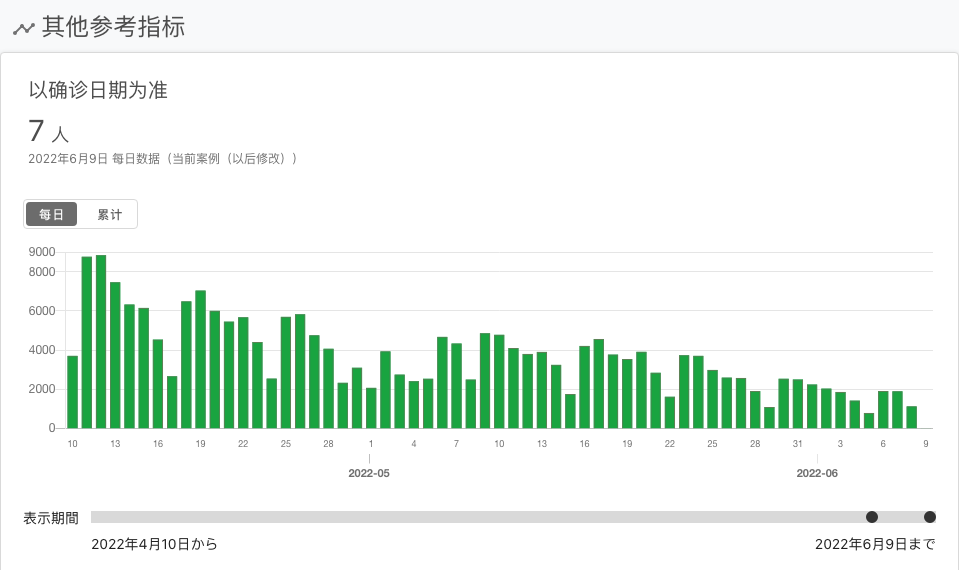 其他参考指标
以确诊日期为准
7 人
2022年6月9日 每日数据（当前案例（以后修改））
每日 累计
9000
8000
6000
4000
2000
0
10 13 16 19 22 25 28 1 4 7 10 13 16 19 22 25 28 31 3 6 9
2022-05 2022-06
表示期間
2022年4月10日から 2022年6月9日まで